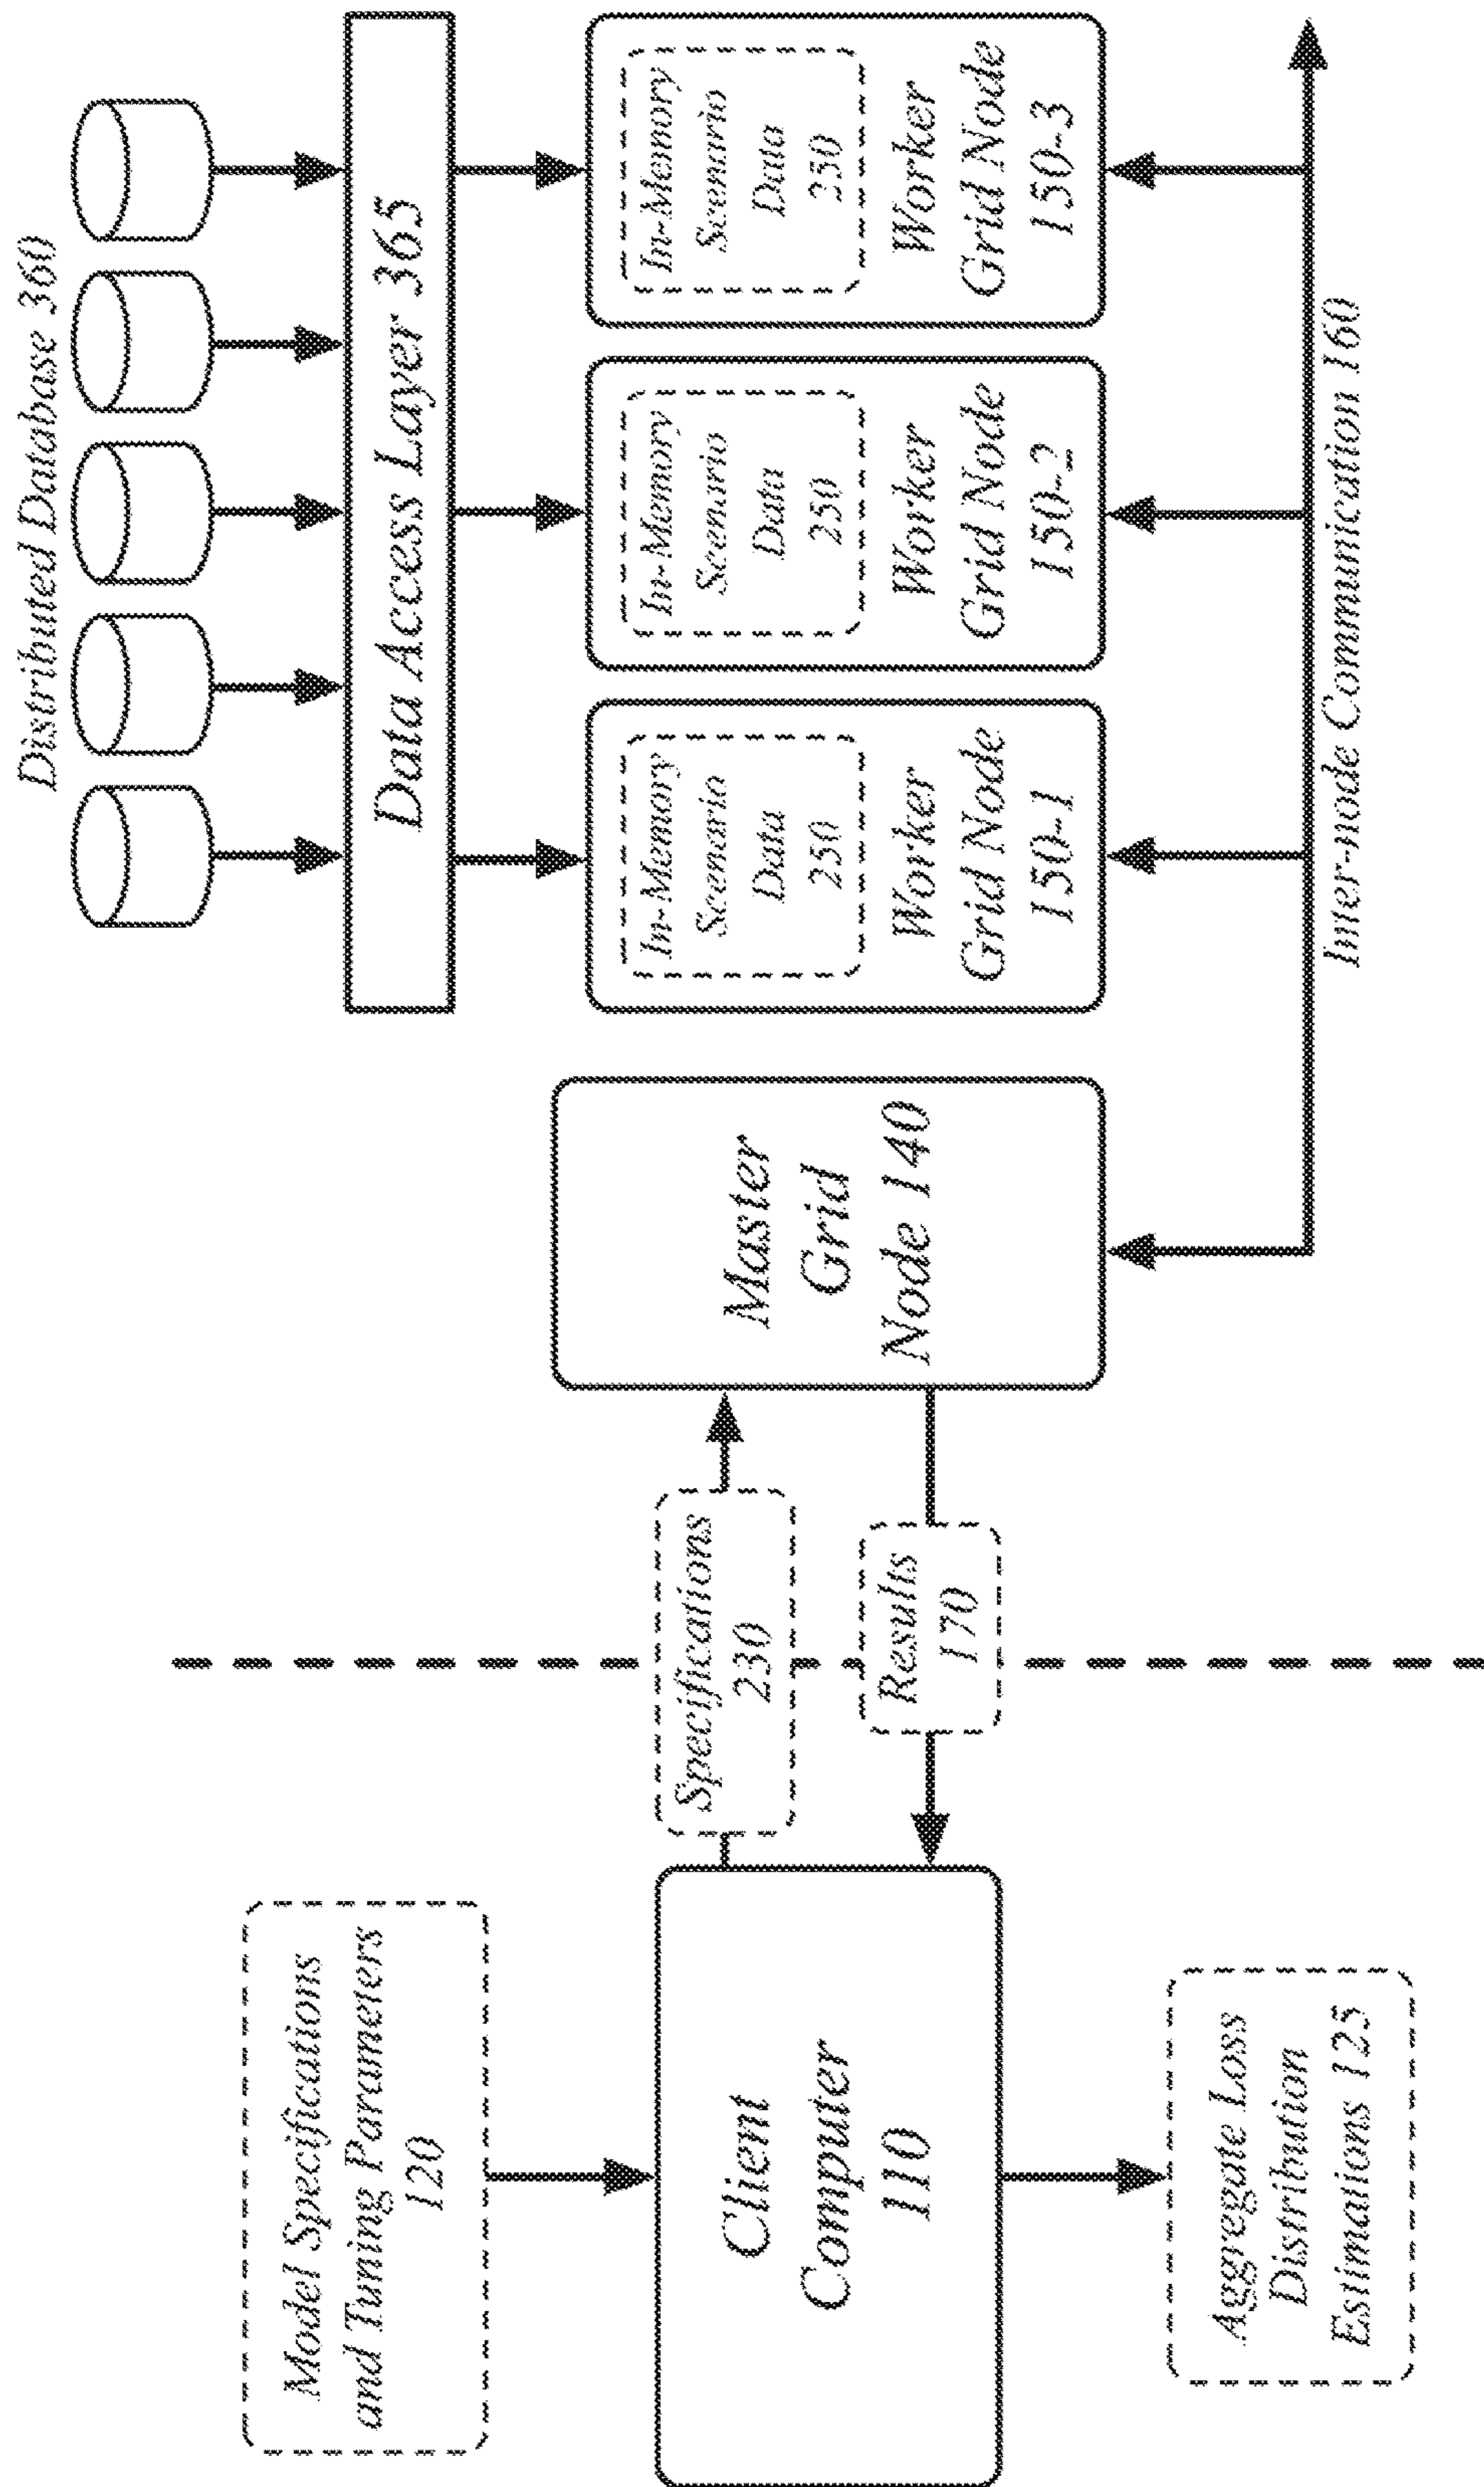 Distributed Database 360
Data Access Layer 365
Model Specifications
and Tuning Parameters
120
Client
Computer
110
Specifications
230
Results
170
Master
Grid
Node 140
In-Memory
Scenario
Data
250
Worker
Grid Node
150-1
In-Memory
Scenario
Data
250
Worker
Grid Node
150-2
In-Memory
Scenario
Data
250
Worker
Grid Node
150-3
Aggregate Loss
Distribution
Estimations 125
Inter-node Communication 160